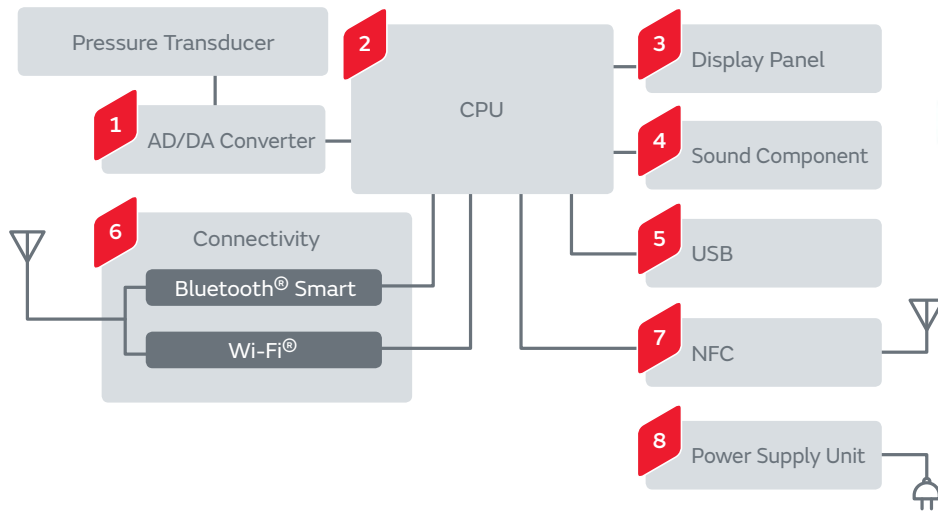 Pressure Transducer
1
AD/DA Converter
2
CPU
3
Display Panel
4
Sound Component
5
USB
6
Connectivity
Bluetooth® Smart
Wi-Fi®
7
NFC
8
Power Supply Unit